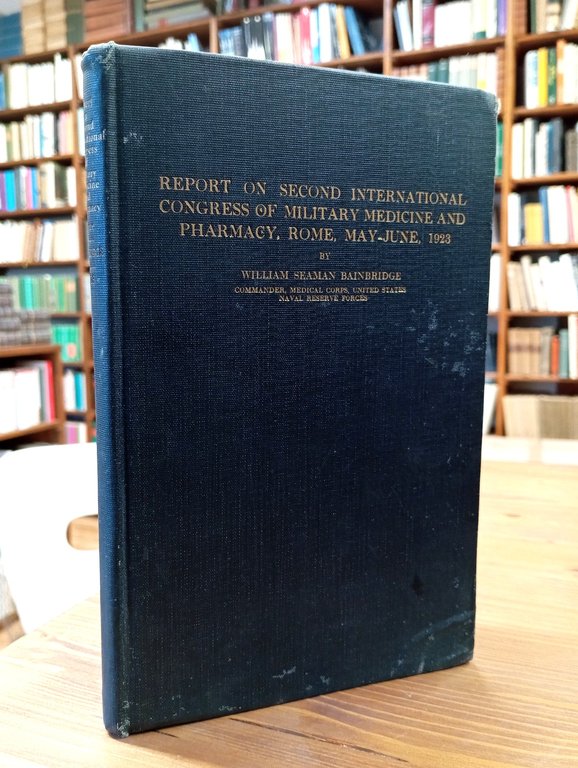 REPORT ON SECOND INTERNATIONAL
CONGRESS OF MILITARY MEDICINE AND
PHARMACY, ROME, MAY-JUNE, 1923
BY
WILLIAM SEAMAN BAINBRIDGE
COMMANDER, MEDICAL CORPS, UNITED STATES
NAVAL RESERVE FORCES